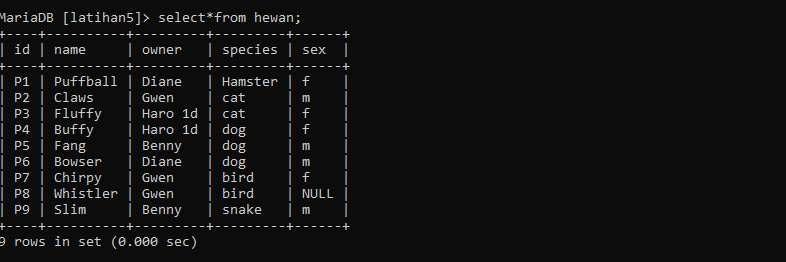 MariaDB [latihan5]> select*from hewan;
+----+----------+---------+---------+------+
| id | name     | owner   | species | sex  |
+----+----------+---------+---------+------+
| P1 | Puffball | Diane   | Hamster | f    |
| P2 | Claws    | Gwen    | cat     | m    |
| P3 | Fluffy   | Haro 1d | cat     | f    |
| P4 | Buffy    | Haro 1d | dog     | f    |
| P5 | Fang     | Benny   | dog     | m    |
| P6 | Bowser   | Diane   | dog     | m    |
| P7 | Chirpy   | Gwen    | bird    | f    |
| P8 | Whistler | Gwen    | bird    | NULL |
| P9 | Slim     | Benny   | snake   | m    |
+----+----------+---------+---------+------+
9 rows in set (0.000 sec)